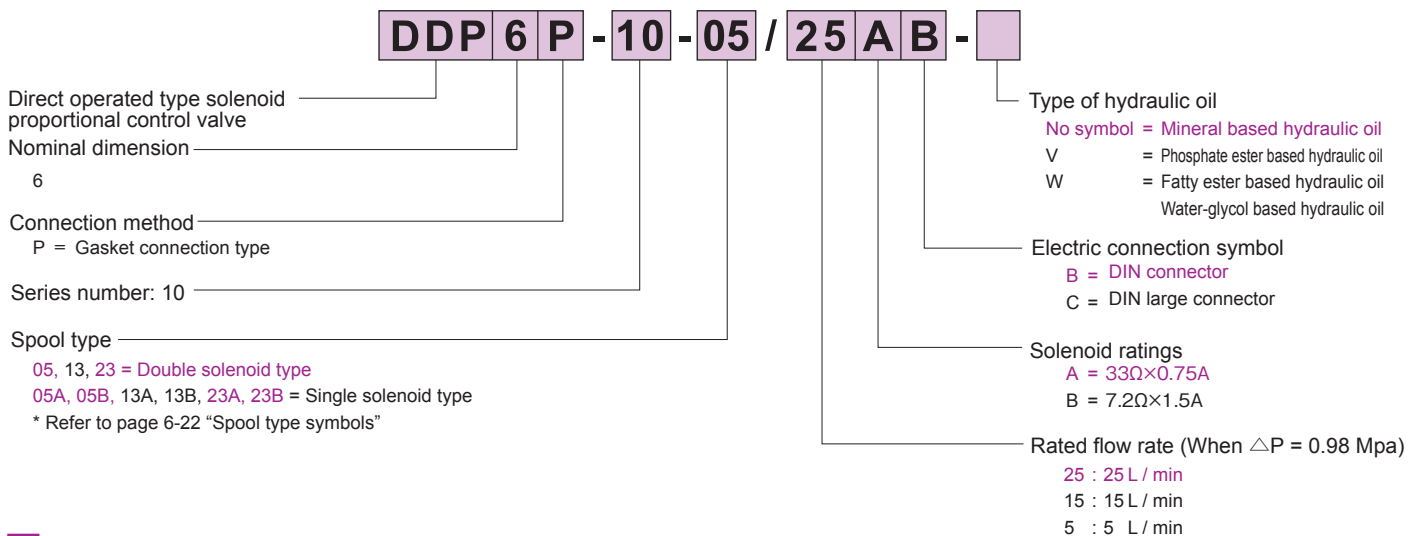 DDP6P-10-05/25AB-
Direct operated type solenoid
proportional control valve
Nominal dimension
6
Connection method
P = Gasket connection type
Series number: 10
Spool type
05, 13, 23 = Double solenoid type
05A, 05B, 13A, 13B, 23A, 23B = Single solenoid type
* Refer to page 6-22 “Spool type symbols”
Type of hydraulic oil
No symbol = Mineral based hydraulic oil
V = Phosphate ester based hydraulic oil
W = Fatty ester based hydraulic oil
Water-glycol based hydraulic oil
Electric connection symbol
B = DIN connector
C = DIN large connector
Solenoid ratings
A = 33Ω×0.75A
B = 7.2Ω×1.5A
Rated flow rate (When △P = 0.98 Mpa)
25 : 25 L / min
15 : 15 L / min
5 : 5 L / min